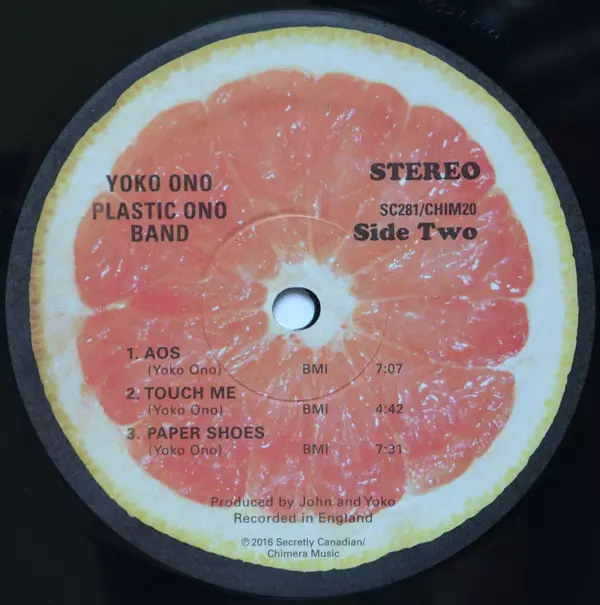 YOKO ONO
PLASTIC ONO
BAND
STEREO
SC281/CHIM20
Side Two
1. AOS
(Yoko Ono) BMI 7:07
2. TOUCH ME
(Yoko Ono) BMI 4:42
3. PAPER SHOES
(Yoko Ono) BMI 7:31
Produced by John and Yoko
Recorded in England
℗ 2016 Secretly Canadian/
Chimera Music